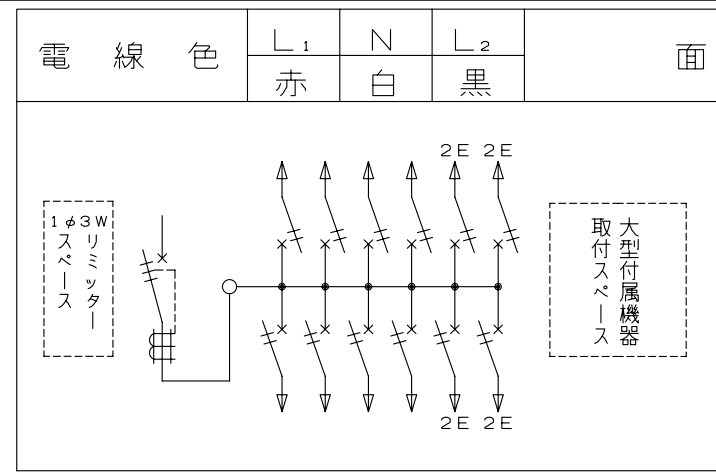 電線色
L₁ N L₂
赤 白 黒
面
2E 2E
1φ3W
リミッター
スペース
大型付属機器
取付スペース
2E 2E